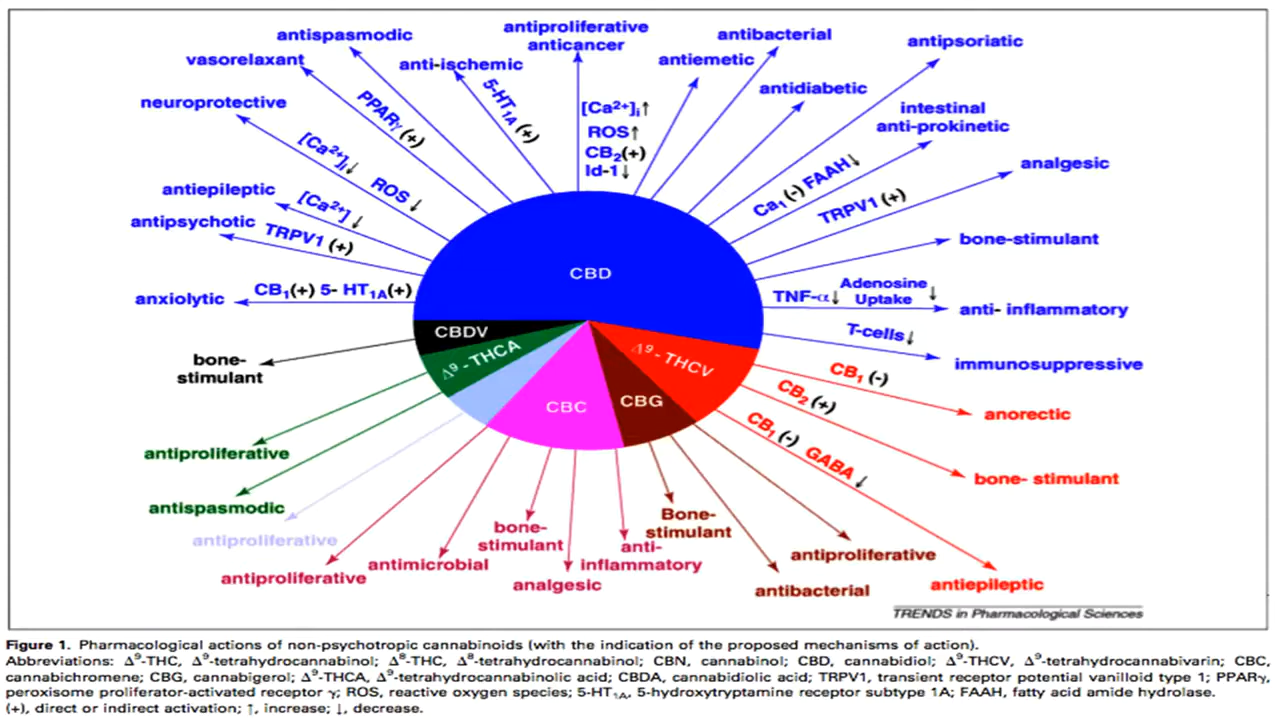 antiproliferative
anticancer
antispasmodic
antibacterial
antipsoriatic
vasorelaxant
anti-ischemic
antiemetic
antidiabetic
neuroprotective
intestinal
anti-prokinetic
analgesic
antiepileptic
antipsychotic
anxiolytic
bone-stimulant
anti- inflammatory
immunosuppressive
PPARγ (+)
5-HT1A (+)
[Ca2+]i↑
ROS↑
CB2(+)
Id-1↓
[Ca2+]i↓ ROS ↓
[Ca2+] ↓
TRPV1 (+)
CB1(+) 5- HT1A(+)
Ca1 (-) FAAH↓
TRPV1 (+)
TNF-α↓ Adenosine
Uptake ↓
T-cells↓
CBD
CBDV
Δ9-THCA
CBC
CBG
Δ9-THCV
bone-
stimulant
antiproliferative
antispasmodic
antiproliferative
antiproliferative
antimicrobial
bone-
stimulant
analgesic
anti-
inflammatory
Bone-
stimulant
antibacterial
antiproliferative
CB1 (-)
anorectic
CB2 (+)
bone- stimulant
CB1 (-) GABA ↓
antiepileptic
TRENDS in Pharmacological Sciences
Figure 1. Pharmacological actions of non-psychotropic cannabinoids (with the indication of the proposed mechanisms of action).
Abbreviations: Δ9-THC, Δ9-tetrahydrocannabinol; Δ8-THC, Δ8-tetrahydrocannabinol; CBN, cannabinol; CBD, cannabidiol; Δ9-THCV, Δ9-tetrahydrocannabivarin; CBC,
cannabichromene; CBG, cannabigerol; Δ9-THCA, Δ9-tetrahydrocannabinolic acid; CBDA, cannabidiolic acid; TRPV1, transient receptor potential vanilloid type 1; PPARγ,
peroxisome proliferator-activated receptor γ; ROS, reactive oxygen species; 5-HT1A, 5-hydroxytryptamine receptor subtype 1A; FAAH, fatty acid amide hydrolase.
(+), direct or indirect activation; ↑, increase; ↓, decrease.